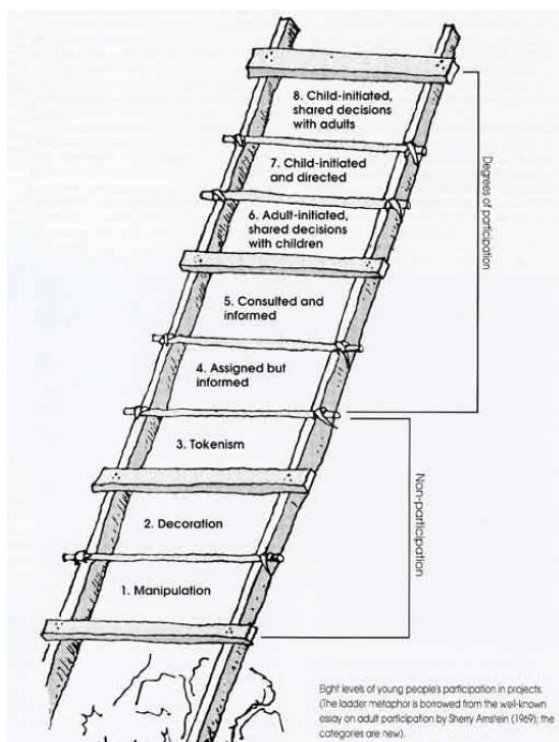 8. Child-initiated,
shared decisions
with adults
7. Child-initiated
and directed
6. Adult-initiated,
shared decisions
with children
5. Consulted and
informed
4. Assigned but
informed
3. Tokenism
2. Decoration
1. Manipulation
Degrees of participation
Non-participation
Eight levels of young people's participation in projects.
(The ladder metaphor is borrowed from the well-known
essay on adult participation by Sherry Arnstein (1969); the
categories are new).